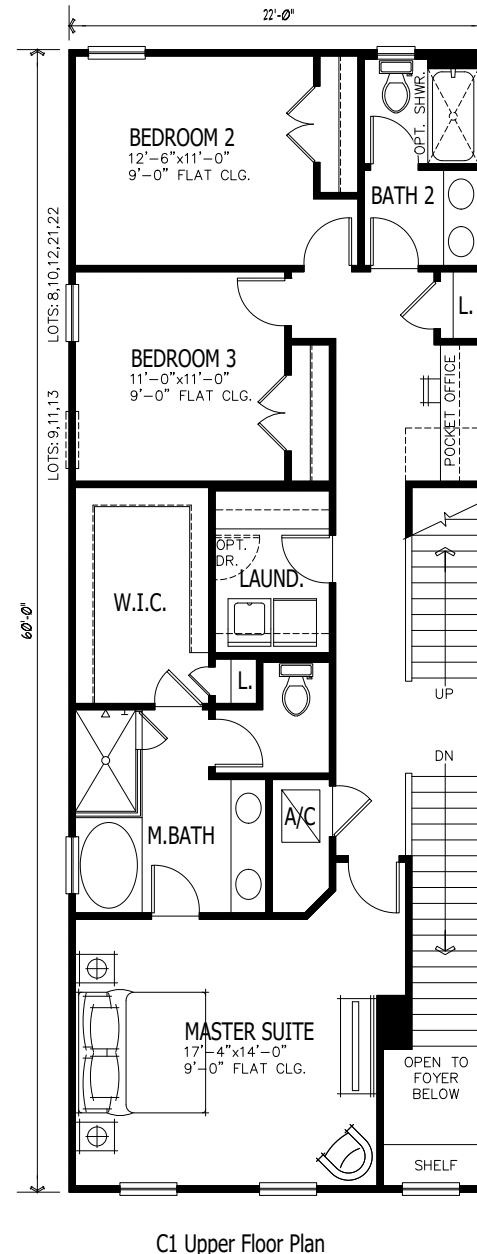 22'-0"
BEDROOM 2
12'-6"x11'-0"
9'-0" FLAT CLG.
OPT. SHWR.
BATH 2
LOTS: 8,10,12,21,22
L.
BEDROOM 3
11'-0"x11'-0"
9'-0" FLAT CLG.
POCKET OFFICE
LOTS: 9,11,13
OPT.
DR.
LAUND.
W.I.C.
60'-0"
L.
UP
DN
A/C
M.BATH
MASTER SUITE
17'-4"x14'-0"
9'-0" FLAT CLG.
OPEN TO
FOYER
BELOW
SHELF
C1 Upper Floor Plan